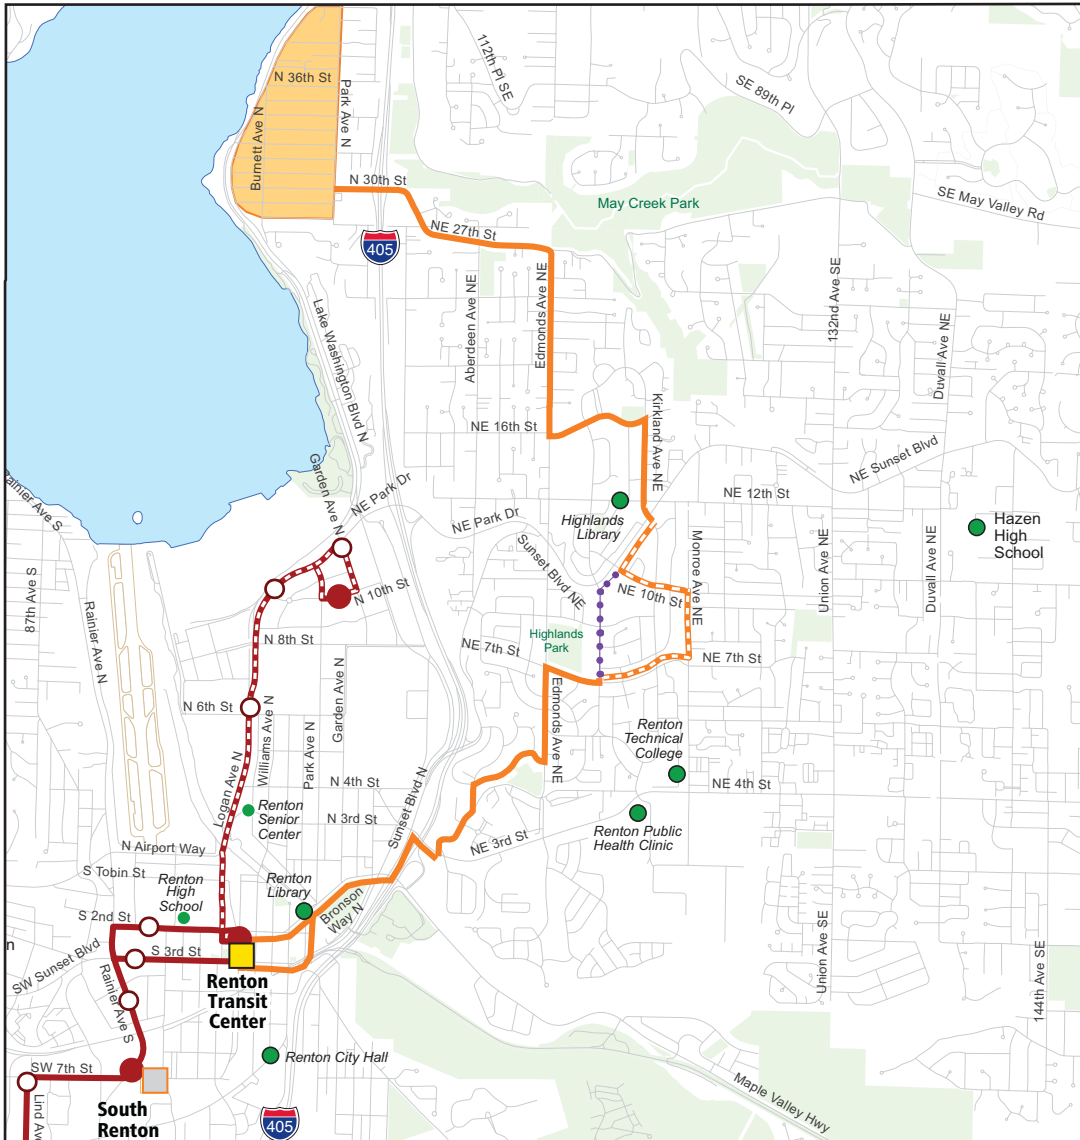 N 36th St
Park Ave N
Burnett Ave N
112th Pl SE
SE 89th Pl
N 30th St
May Creek Park
SE May Valley Rd
NE 27th St
405
Edmonds Ave NE
Aberdeen Ave NE
132nd Ave SE
Lake Washington Blvd N
Duvall Ave NE
Kirkland Ave NE
NE 16th St
NE Sunset Blvd
Garden Ave N
NE Park Dr
NE 12th St
Rainier Ave S
NE Park Dr
Highlands
Library
Hazen
High
School
Sunset Blvd NE
Monroe Ave NE
Union Ave NE
Duvall Ave NE
87th Ave S
Rainier Ave N
N 10th St
NE 10th St
N 8th St
Highlands
Park
NE 7th St
NE 7th St
Garden Ave N
N 6th St
Williams Ave N
Park Ave N
Edmonds Ave NE
Renton
Technical
College
Logan Ave N
N 4th St
NE 4th St
Sunset Blvd N
Renton
Senior
Center
N 3rd St
NE 3rd St
Renton Public
Health Clinic
N Airport Way
S Tobin St
Renton
High
School
Renton
Library
Bronson
Way N
S 2nd St
n
SW Sunset Blvd
S 3rd St
Union Ave SE
144th Ave SE
Rainier Ave S
Renton
Transit
Center
Renton City Hall
SW 7th St
Maple Valley Hwy
Lind Av
South
Renton
405